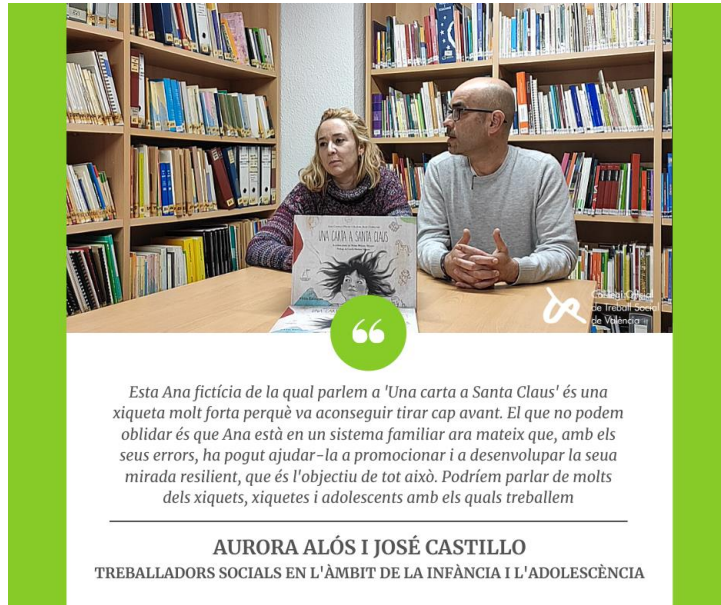 UNA CARTA A SANTA CLAUS
Col·legi Oficial
de Treball Social
de València
Esta Ana fictícia de la qual parlem a 'Una carta a Santa Claus' és una
xiqueta molt forta perquè va aconseguir tirar cap avant. El que no podem
oblidar és que Ana està en un sistema familiar ara mateix que, amb els
seus errors, ha pogut ajudar-la a promocionar i a desenvolupar la seua
mirada resilient, que és l'objectiu de tot això. Podríem parlar de molts
dels xiquets, xiquetes i adolescents amb els quals treballem
AURORA ALÓS I JOSÉ CASTILLO
TREBALLADORS SOCIALS EN L'ÀMBIT DE LA INFÀNCIA I L'ADOLESCÈNCIA